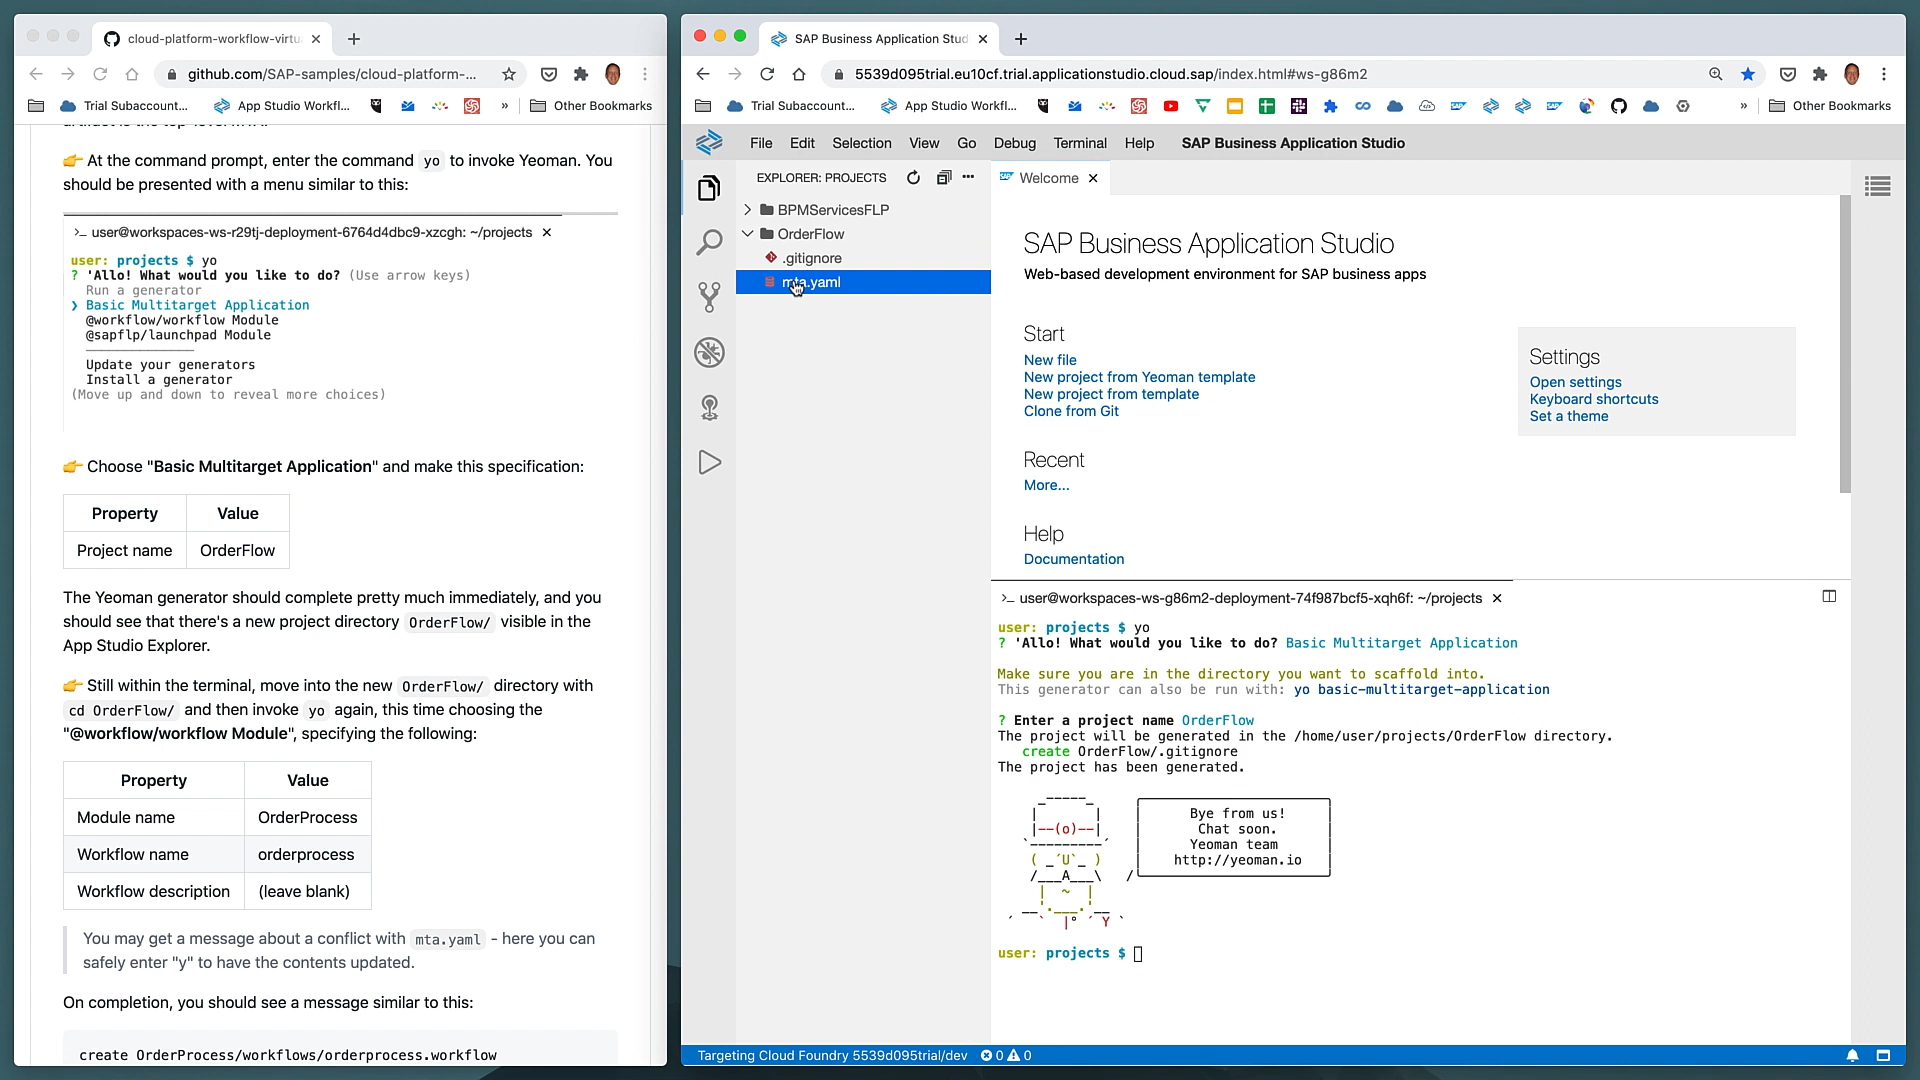 cloud-platform-workflow-virtu
github.com/SAP-samples/cloud-platform-...
Trial Subaccount...
App Studio Workfl...
»
Other Bookmarks
👉 At the command prompt, enter the command yo to invoke Yeoman. You
should be presented with a menu similar to this:
>_ user@workspaces-ws-r29tj-deployment-6764d4dbc9-xzcgh: ~/projects ×
user: projects $ yo
? 'Allo! What would you like to do? (Use arrow keys)
Run a generator
❯ Basic Multitarget Application
@workflow/workflow Module
@sapflp/launchpad Module
──────────────
Update your generators
Install a generator
(Move up and down to reveal more choices)
👉 Choose "Basic Multitarget Application" and make this specification:
Property Value
Project name OrderFlow
The Yeoman generator should complete pretty much immediately, and you
should see that there's a new project directory OrderFlow/ visible in the
App Studio Explorer.
👉 Still within the terminal, move into the new OrderFlow/ directory with
cd OrderFlow/ and then invoke yo again, this time choosing the
"@workflow/workflow Module", specifying the following:
Property Value
Module name OrderProcess
Workflow name orderprocess
Workflow description (leave blank)
You may get a message about a conflict with mta.yaml - here you can
safely enter "y" to have the contents updated.
On completion, you should see a message similar to this:
create OrderProcess/workflows/orderprocess.workflow
SAP Business Application Stud
5539d095trial.eu10cf.trial.applicationstudio.cloud.sap/index.html#ws-g86m2
Trial Subaccount...
App Studio Workfl...
»
Other Bookmarks
File Edit Selection View Go Debug Terminal Help SAP Business Application Studio
EXPLORER: PROJECTS
BPMServicesFLP
OrderFlow
.gitignore
mta.yaml
Welcome ×
SAP Business Application Studio
Web-based development environment for SAP business apps
Start
New file
New project from Yeoman template
New project from template
Clone from Git
Settings
Open settings
Keyboard shortcuts
Set a theme
Recent
More...
Help
Documentation
>_ user@workspaces-ws-g86m2-deployment-74f987bcf5-xqh6f: ~/projects ×
user: projects $ yo
? 'Allo! What would you like to do? Basic Multitarget Application
Make sure you are in the directory you want to scaffold into.
This generator can also be run with: yo basic-multitarget-application
? Enter a project name OrderFlow
The project will be generated in the /home/user/projects/OrderFlow directory.
create OrderFlow/.gitignore
The project has been generated.
Bye from us!
Chat soon.
Yeoman team
http://yeoman.io
user: projects $
Targeting Cloud Foundry 5539d095trial/dev 0 0